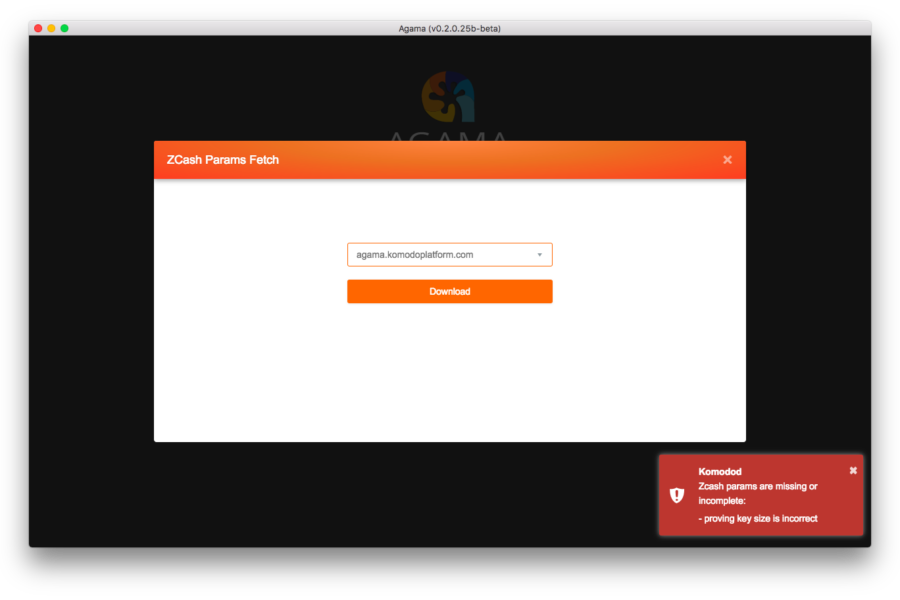 Agama (v0.2.0.25b-beta)
AGAMA
ZCash Params Fetch
agama.komodoplatform.com
Download
Komodod
Zcash params are missing or
incomplete:
- proving key size is incorrect